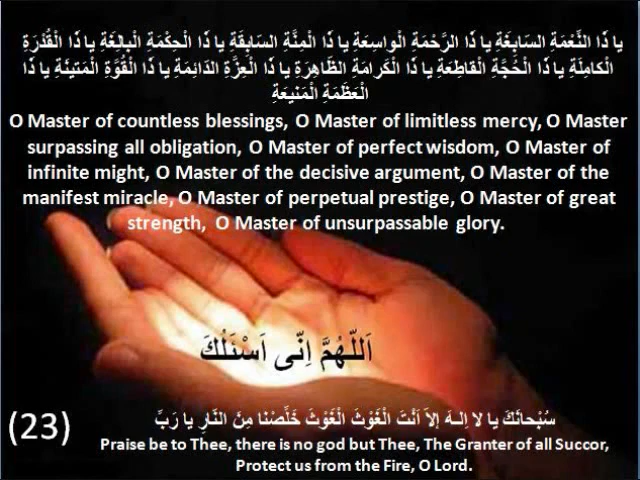 يا ذَا النِّعْمَةِ السّابِغَةِ يا ذَا الرَّحْمَةِ الْواسِعَةِ يا ذَا الْمِنَّةِ السّابِقَةِ يا ذَا الْحِكْمَةِ الْبالِغَةِ يا ذَا الْقُدْرَةِ
الْكامِلَةِ يا ذَا الْحُجَّةِ الْقاطِعَةِ يا ذَا الْكَرامَةِ الظّاهِرَةِ يا ذَا الْعِزَّةِ الدّائِمَةِ يا ذَا الْقُوَّةِ الْمَتينَةِ يا ذَا
الْعَظَمَةِ الْمَنيعَةِ
O Master of countless blessings, O Master of limitless mercy, O Master
surpassing all obligation, O Master of perfect wisdom, O Master of
infinite might, O Master of the decisive argument, O Master of the
manifest miracle, O Master of perpetual prestige, O Master of great
strength, O Master of unsurpassable glory.
اَللّهُمَّ اِنّى اَسْئَلُكَ
سُبْحانَكَ يا لا اِلـهَ اِلاّ اَنْتَ الْغَوْثَ الْغَوْثَ خَلِّصْنا مِنَ النّارِ يا رَبِّ
(23)
Praise be to Thee, there is no god but Thee, The Granter of all Succor,
Protect us from the Fire, O Lord.